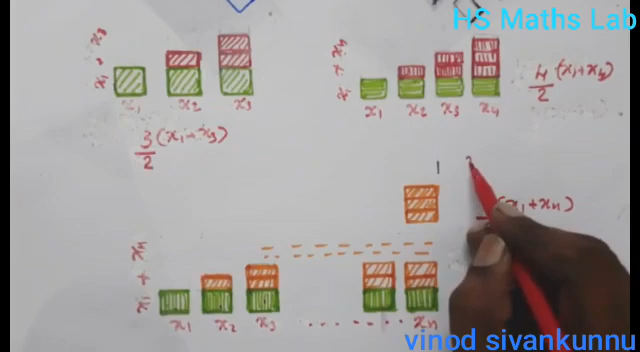 HS Maths Lab
x₁ + x₃
x₁ x₂ x₃
3/2 (x₁ + x₃)
x₁ + x₄
x₁ x₂ x₃ x₄
4/2 (x₁ + x₄)
(x₁ + xₙ)
x₁ + xₙ
x₁ x₂ x₃ ...... xₙ
vinod sivankunnu